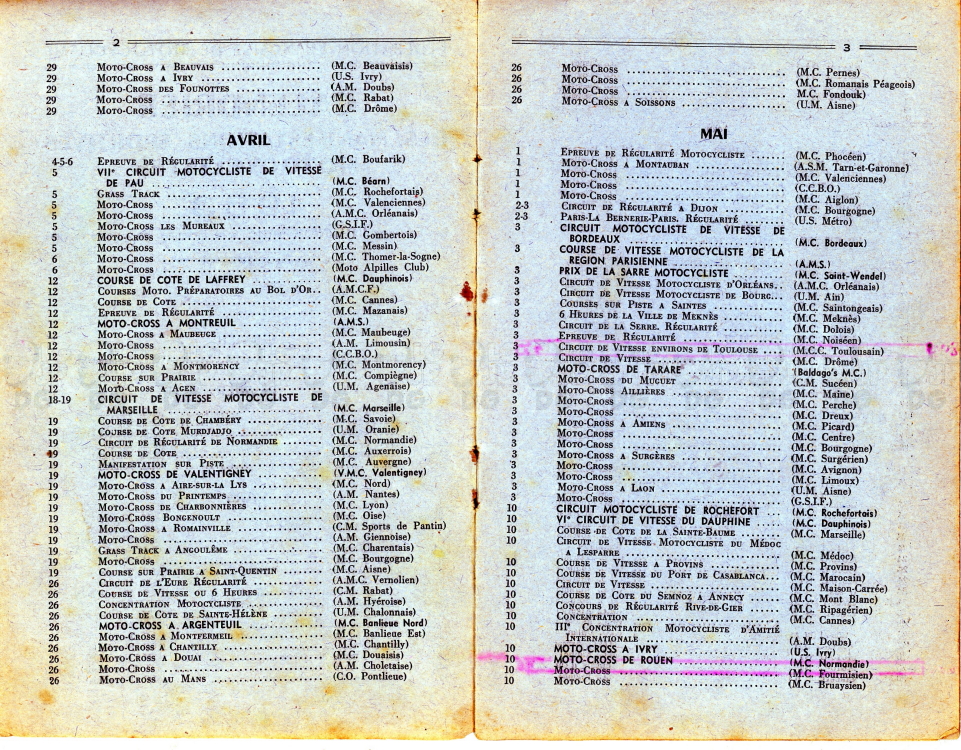 2
29 Moto-Cross a Beauvais (M.C. Beauvaisis)
29 Moto-Cross a Ivry (U.S. Ivry)
29 Moto-Cross des Founottes (A.M. Doubs)
29 Moto-Cross (M.C. Rabat)
29 Moto-Cross (M.C. Drôme)
AVRIL
4-5-6 Epreuve de Régularité (M.C. Boufarik)
5 VIIᵉ CIRCUIT MOTOCYCLISTE DE VITESSE
DE PAU (M.C. Béarn)
5 Grass Track (M.C. Rochefortais)
5 Moto-Cross (M.C. Valenciennes)
5 Moto-Cross (A.M.C. Orléanais)
5 Moto-Cross les Mureaux (G.S.I.F.)
5 Moto-Cross (M.C. Gombertois)
5 Moto-Cross (M.C. Messin)
6 Moto-Cross (M.C. Thomer-la-Sogne)
6 Moto-Cross (Moto Alpilles Club)
12 COURSE DE COTE DE LAFFREY (M.C. Dauphinois)
12 Courses Moto. Préparatoires au Bol d'Or.. (A.M.C.F.)
12 Course de Cote (M.C. Cannes)
12 Epreuve de Régularité (M.C. Mazanais)
12 MOTO-CROSS A MONTREUIL (A.M.S.)
12 Moto-Cross a Maubeuge (M.C. Maubeuge)
12 Moto-Cross (A.M. Limousin)
12 Moto-Cross (C.C.B.O.)
12 Moto-Cross a Montmorency (M.C. Montmorency)
12 Course sur Prairie (M.C. Compiègne)
12 Moto-Cross a Agen (U.M. Agenaise)
18-19 CIRCUIT DE VITESSE MOTOCYCLISTE DE
MARSEILLE (M.C. Marseille)
19 Course de Cote de Chambéry (M.C. Savoie)
19 Course de Cote Murdjadjo (U.M. Oranie)
19 Circuit de Régularité de Normandie (M.C. Normandie)
19 Course de Cote (M.C. Auxerrois)
19 Manifestation sur Piste (M.C. Auvergne)
19 MOTO-CROSS DE VALENTIGNEY (V.M.C. Valentigney)
19 Moto-Cross a Aire-sur-la Lys (M.C. Nord)
19 Moto-Cross du Printemps (A.M. Nantes)
19 Moto-Cross de Charbonnières (M.C. Lyon)
19 Moto-Cross Bongenoult (M.C. Oise)
19 Moto-Cross a Romainville (C.M. Sports de Pantin)
19 Moto-Cross (A.M. Giennoise)
19 Grass Track a Angoulême (M.C. Charentais)
19 Moto-Cross (M.C. Bourgogne)
19 Course sur Prairie a Saint-Quentin (M.C. Aisne)
26 Circuit de l'Eure Régularité (A.M.C. Vernolien)
26 Course de Vitesse ou 6 Heures (C.M. Rabat)
26 Concentration Motocycliste (A.M. Hyéroise)
26 Course de Cote de Sainte-Hélène (U.M. Chalonnais)
26 MOTO-CROSS A ARGENTEUIL (M.C. Banlieue Nord)
26 Moto-Cross a Montfermeil (M.C. Banlieue Est)
26 Moto-Cross a Chantilly (M.C. Chantilly)
26 Moto-Cross a Douai (M.C. Douaisis)
26 Moto-Cross (A.M. Choletaise)
26 Moto-Cross au Mans (C.O. Pontlieue)
3
26 Moto-Cross (M.C. Pernes)
26 Moto-Cross (M.C. Romanais Péageois)
26 Moto-Cross M.C. Fondouk)
26 Moto-Cross a Soissons (U.M. Aisne)
MAI
1 Epreuve de Régularité Motocycliste (M.C. Phocéen)
1 Moto-Cross a Montauban (A.S.M. Tarn-et-Garonne)
1 Moto-Cross (M.C. Valenciennes)
1 Moto-Cross (C.C.B.O.)
1 Moto-Cross (M.C. Aiglon)
2-3 Circuit de Régularité a Dijon (M.C. Bourgogne)
2-3 Paris-La Bernerie-Paris. Régularité (U.S. Métro)
3 CIRCUIT MOTOCYCLISTE DE VITESSE DE
BORDEAUX (M.C. Bordeaux)
3 COURSE DE VITESSE MOTOCYCLISTE DE LA
REGION PARISIENNE (A.M.S.)
3 PRIX DE LA SARRE MOTOCYCLISTE (M.C. Saint-Wendel)
3 Circuit de Vitesse Motocycliste d'Orléans.. (A.M.C. Orléanais)
3 Circuit de Vitesse Motocycliste de Bourg... (U.M. Ain)
3 Courses sur Piste a Saintes (M.C. Saintongeais)
3 6 Heures de la Ville de Meknès (M.C. Meknès)
3 Circuit de la Serre. Régularité (M.C. Dolois)
3 Epreuve de Régularité (M.C. Noiséen)
3 Circuit de Vitesse environs de Toulouse (M.C.C. Toulousain)
3 Circuit de Vitesse (M.C. Drôme)
3 MOTO-CROSS DE TARARE (Baldago's M.C.)
3 Moto-Cross du Muguet (C.M. Sucéen)
3 Moto-Cross Aillières (M.C. Maine)
3 Moto-Cross (M.C. Perche)
3 Moto-Cross (M.C. Dreux)
3 Moto-Cross a Amiens (M.C. Picard)
3 Moto-Cross (M.C. Centre)
3 Moto-Cross (M.C. Bourgogne)
3 Moto-Cross a Surgères (M.C. Surgérien)
3 Moto-Cross (M.C. Avignon)
3 Moto-Cross (M.C. Limoux)
3 Moto-Cross a Laon (U.M. Aisne)
3 Moto-Cross (G.S.I.F.)
10 CIRCUIT MOTOCYCLISTE DE ROCHEFORT (M.C. Rochefortais)
10 VIᵉ CIRCUIT DE VITESSE DU DAUPHINE (M.C. Dauphinois)
10 Course de Cote de la Sainte-Baume (M.C. Marseille)
10 Circuit de Vitesse Motocycliste du Médoc
a Lesparre (M.C. Médoc)
10 Course de Vitesse a Provins (M.C. Provins)
10 Course de Vitesse du Port de Casablanca... (M.C. Marocain)
10 Circuit de Vitesse (M.C. Maison-Carrée)
10 Course de Cote du Semnoz a Annecy (M.C. Mont Blanc)
10 Concours de Régularité Rive-de-Gier (M.C. Ripagérien)
10 Concentration (M.C. Cannes)
10 IIIᵉ Concentration Motocycliste d'Amitié
Internationale (A.M. Doubs)
10 MOTO-CROSS A IVRY (U.S. Ivry)
10 MOTO-CROSS DE ROUEN (M.C. Normandie)
10 Moto-Cross (M.C. Fourmisien)
10 Moto-Cross (M.C. Bruaysien)